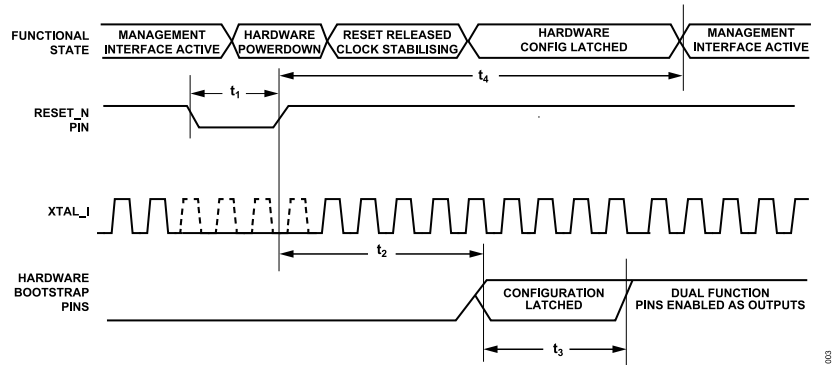 FUNCTIONAL
STATE
MANAGEMENT
INTERFACE ACTIVE
HARDWARE
POWERDOWN
RESET RELEASED
CLOCK STABILISING
HARDWARE
CONFIG LATCHED
MANAGEMENT
INTERFACE ACTIVE
t1
t4
RESET_N
PIN
XTAL_I
t2
HARDWARE
BOOTSTRAP
PINS
CONFIGURATION
LATCHED
DUAL FUNCTION
PINS ENABLED AS OUTPUTS
t3
003